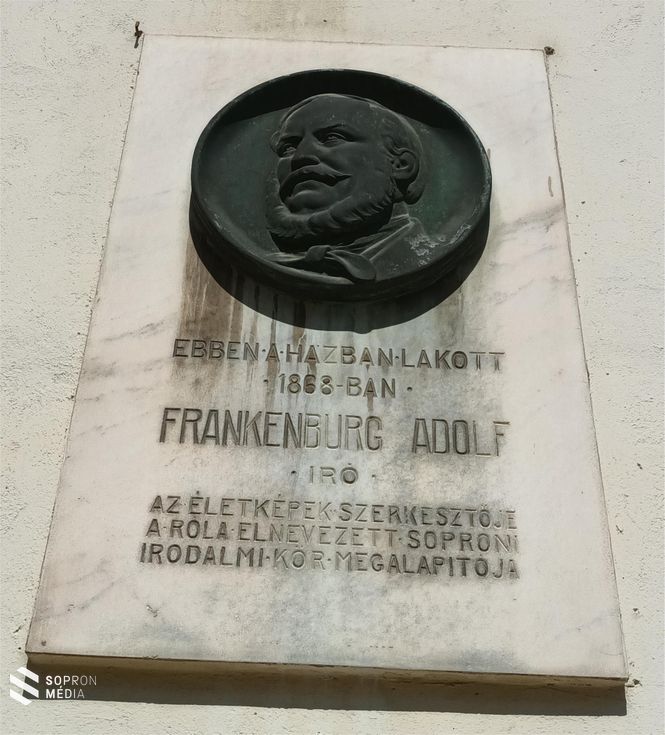 EBBEN·A·HÁZBAN·LAKOTT
·1868-BAN·
FRANKENBURG ADOLF
·IRÓ·
AZ·ÉLETKÉPEK·SZERKESZTŐJE
A·RÓLA·ELNEVEZETT·SOPRONI
IRODALMI·KÖR·MEGALAPITÓJA
SOPRON
MÉDIA